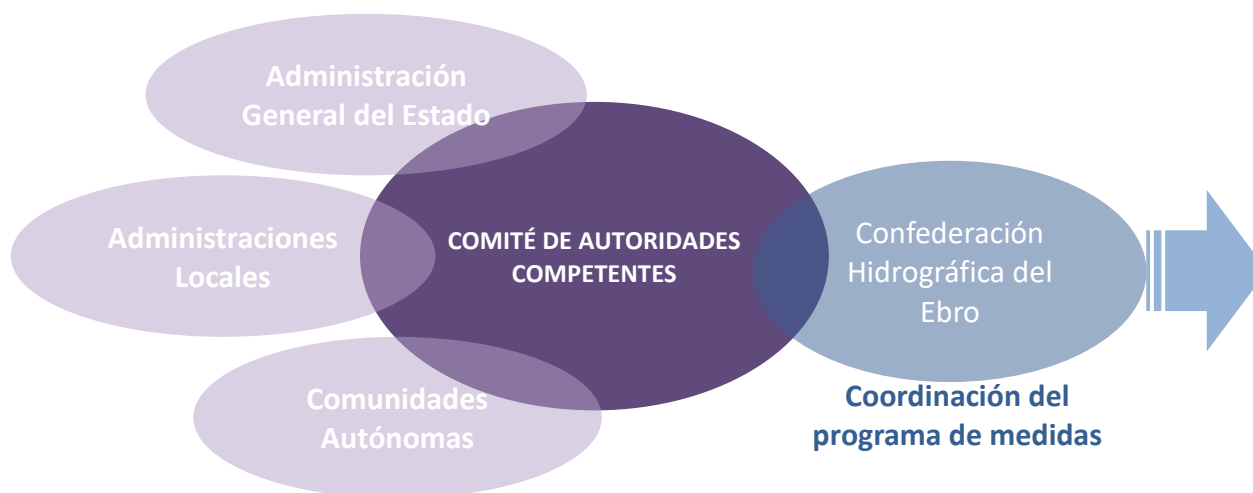 Administración
General del Estado
Administraciones
Locales
COMITÉ DE AUTORIDADES
COMPETENTES
Confederación
Hidrográfica del
Ebro
Comunidades
Autónomas
Coordinación del
programa de medidas